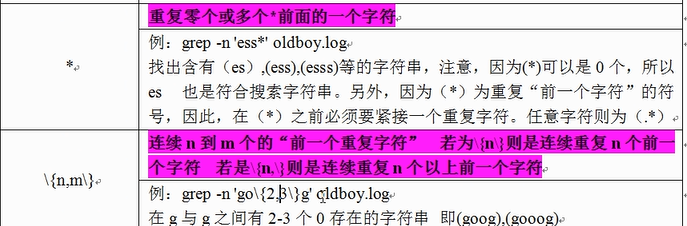 重复零个或多个*前面的一个字符
*
例：grep -n 'ess*' oldboy.log
找出含有（es）,(ess),(esss)等的字符串，注意，因为(*)可以是 0 个，所以
es 也是符合搜索字符串。另外，因为（*）为重复“前一个字符”的符
号，因此，在（*）之前必须要紧接一个重复字符。任意字符则为（.*）
\{n,m\}
连续 n 到 m 个的“前一个重复字符” 若为\{n\}则是连续重复 n 个前一
个字符 若是\{n,\}则是连续重复 n 个以上前一个字符
例：grep -n 'go\{2,3\}g' oldboy.log
在 g 与 g 之间有 2-3 个 0 存在的字符串 即(goog),(gooog)